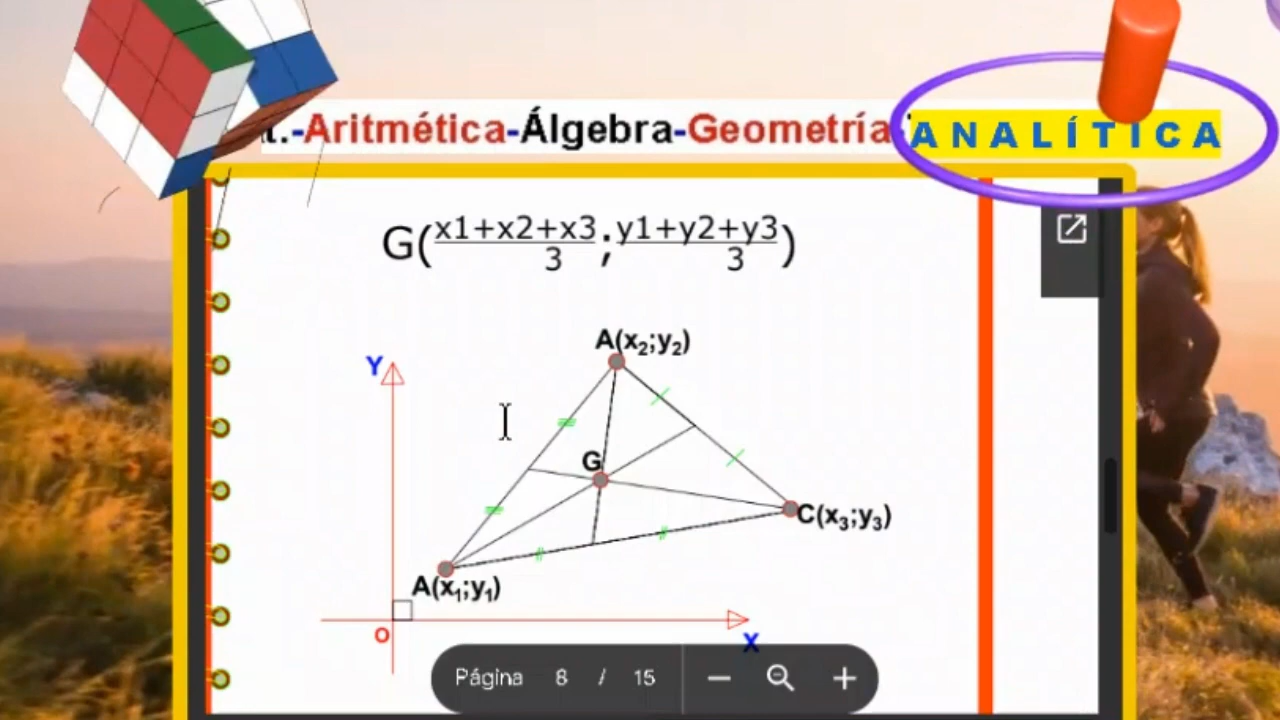 -Aritmética-Álgebra-Geometría
ANALÍTICA
G(x1+x2+x3/3;y1+y2+y3/3)
A(x₂;y₂)
Y
G
C(x₃;y₃)
A(x₁;y₁)
O
X
Página 8 / 15